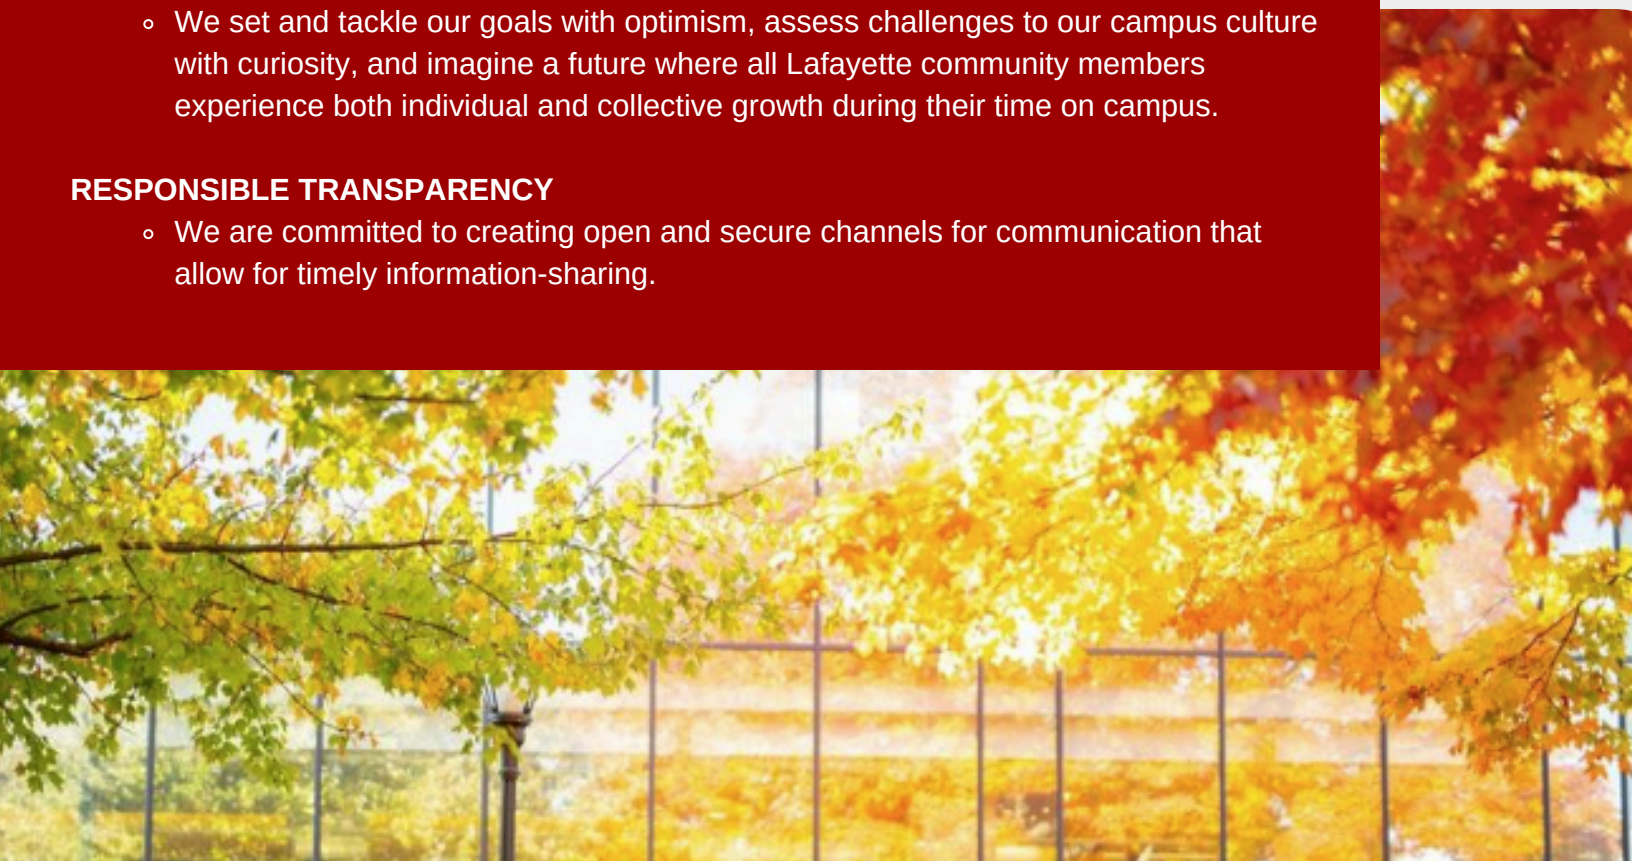 We set and tackle our goals with optimism, assess challenges to our campus culture
with curiosity, and imagine a future where all Lafayette community members
experience both individual and collective growth during their time on campus.
RESPONSIBLE TRANSPARENCY
We are committed to creating open and secure channels for communication that
allow for timely information-sharing.